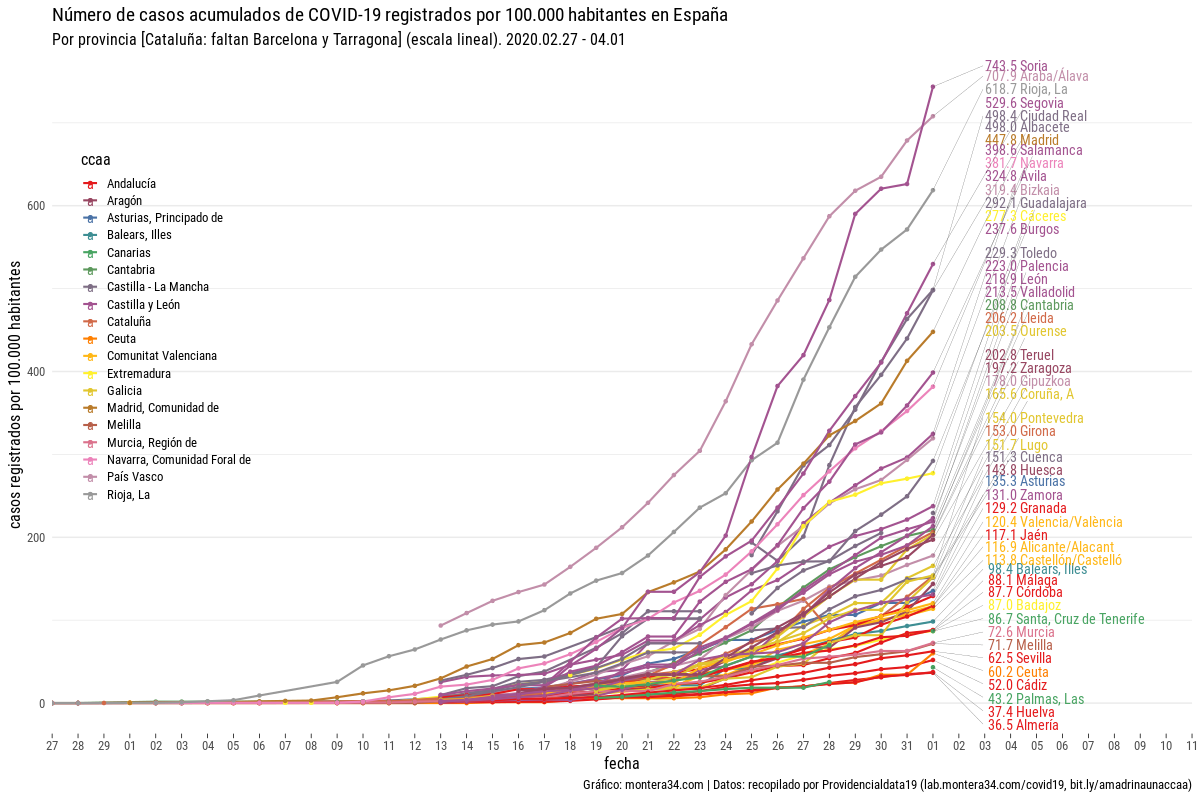 Número de casos acumulados de COVID-19 registrados por 100.000 habitantes en España
Por provincia [Cataluña: faltan Barcelona y Tarragona] (escala lineal). 2020.02.27 - 04.01
casos registrados por 100.000 habitantes
600
400
200
0
ccaa
Andalucía
Aragón
Asturias, Principado de
Balears, Illes
Canarias
Cantabria
Castilla - La Mancha
Castilla y León
Cataluña
Ceuta
Comunitat Valenciana
Extremadura
Galicia
Madrid, Comunidad de
Melilla
Murcia, Región de
Navarra, Comunidad Foral de
País Vasco
Rioja, La
743.5 Soria
707.9 Araba/Álava
618.7 Rioja, La
529.6 Segovia
498.4 Ciudad Real
498.0 Albacete
447.8 Madrid
398.6 Salamanca
381.7 Navarra
324.8 Ávila
319.4 Bizkaia
292.1 Guadalajara
277.3 Cáceres
237.6 Burgos
229.3 Toledo
223.0 Palencia
218.9 León
213.5 Valladolid
208.8 Cantabria
206.2 Lleida
203.5 Ourense
202.8 Teruel
197.2 Zaragoza
178.0 Gipuzkoa
165.6 Coruña, A
154.0 Pontevedra
153.0 Girona
151.7 Lugo
151.3 Cuenca
143.8 Huesca
135.3 Asturias
131.0 Zamora
129.2 Granada
120.4 Valencia/València
117.1 Jaén
116.9 Alicante/Alacant
113.8 Castellón/Castelló
98.4 Balears, Illes
88.1 Málaga
87.7 Córdoba
87.0 Badajoz
86.7 Santa, Cruz de Tenerife
72.6 Murcia
71.7 Melilla
62.5 Sevilla
60.2 Ceuta
52.0 Cádiz
43.2 Palmas, Las
37.4 Huelva
36.5 Almería
27 28 29 01 02 03 04 05 06 07 08 09 10 11 12 13 14 15 16 17 18 19 20 21 22 23 24 25 26 27 28 29 30 31 01 02 03 04 05 06 07 08 09 10 11
fecha
Gráfico: montera34.com | Datos: recopilado por Providencialdata19 (lab.montera34.com/covid19, bit.ly/amadrinaunaccaa)